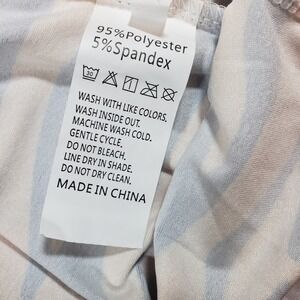 95%Polyester
5%Spandex
30
WASH WITH LIKE COLORS.
WASH INSIDE OUT.
MACHINE WASH COLD.
GENTLE CYCLE.
DO NOT BLEACH.
LINE DRY IN SHADE.
DO NOT DRY CLEAN.
MADE IN CHINA